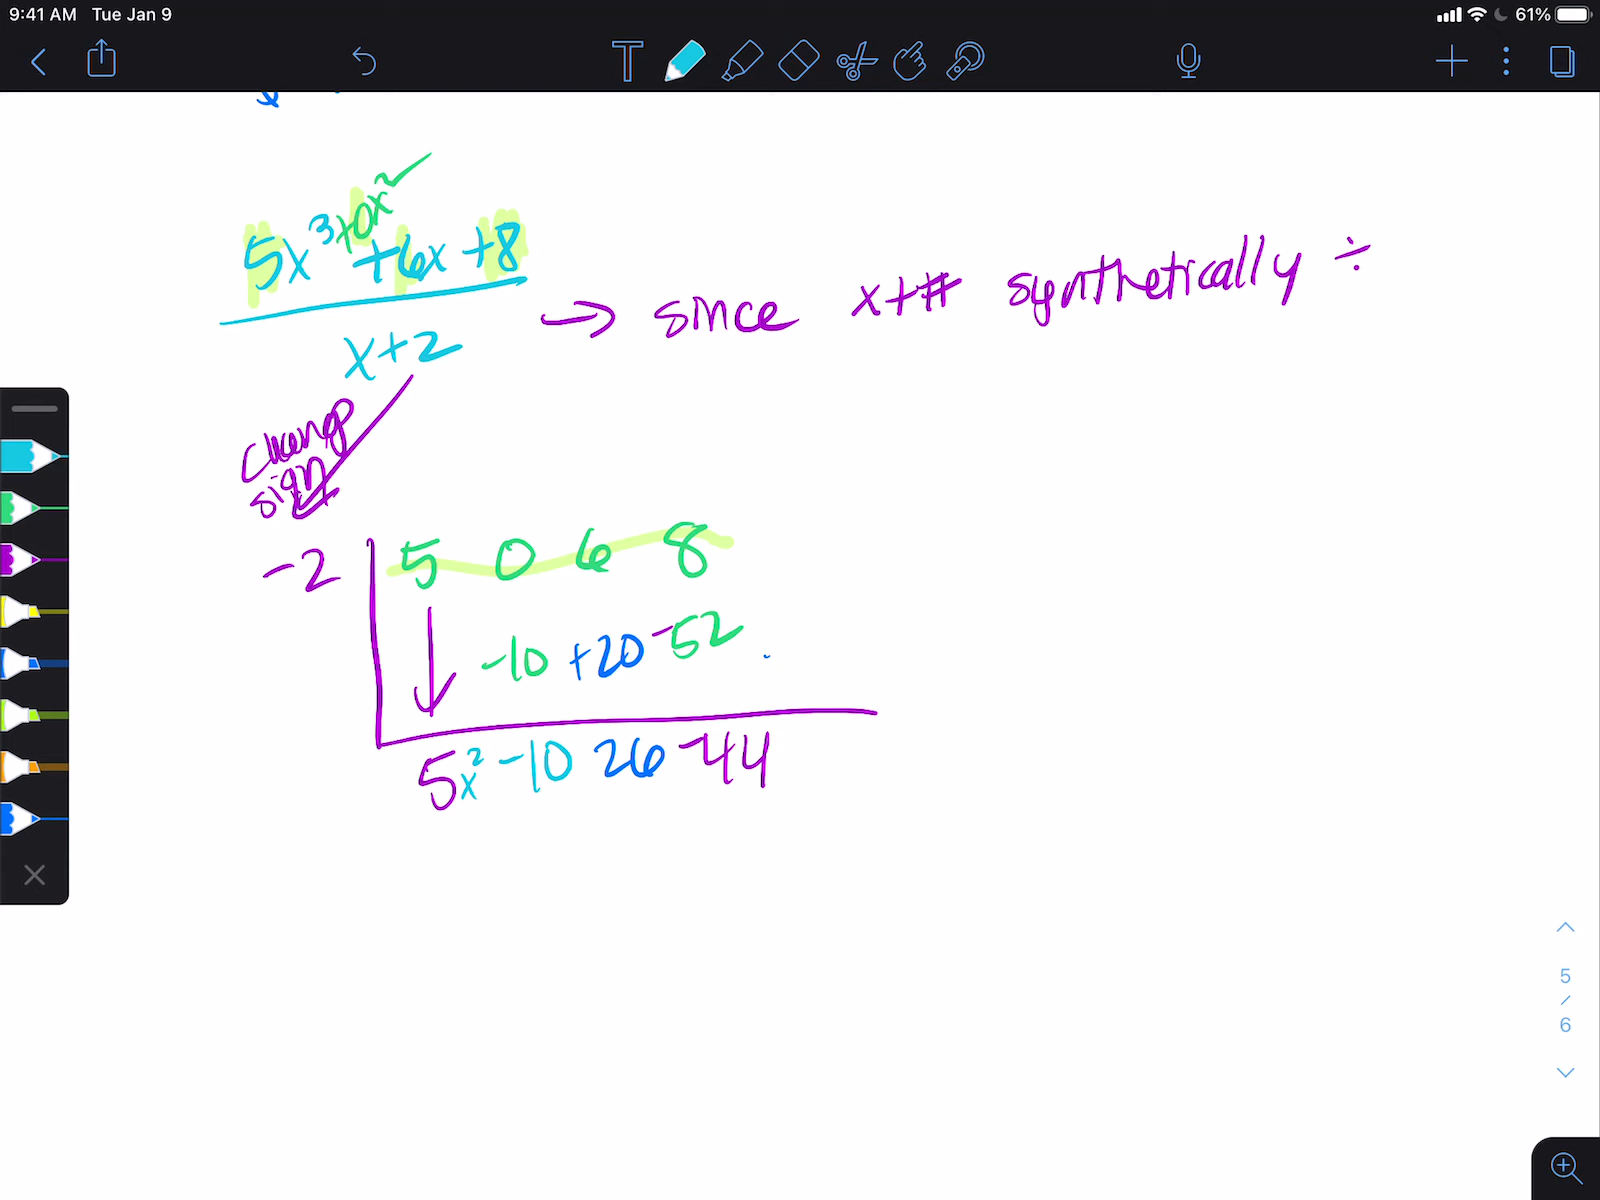 9:41 AM Tue Jan 9 61%
T
5x³+0x²
+6x +8
x+2
→ since x+# synthetically ÷
change
sign
-2 5 0 6 8
-10 +20 -52
5x² -10 26 -44
5
/
6